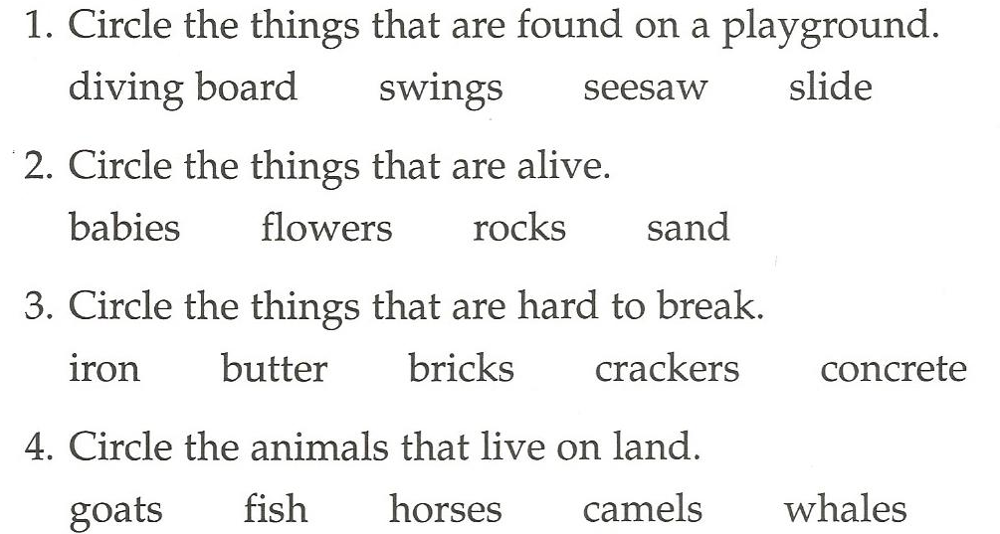 1. Circle the things that are found on a playground.
diving board swings seesaw slide
2. Circle the things that are alive.
babies flowers rocks sand
3. Circle the things that are hard to break.
iron butter bricks crackers concrete
4. Circle the animals that live on land.
goats fish horses camels whales